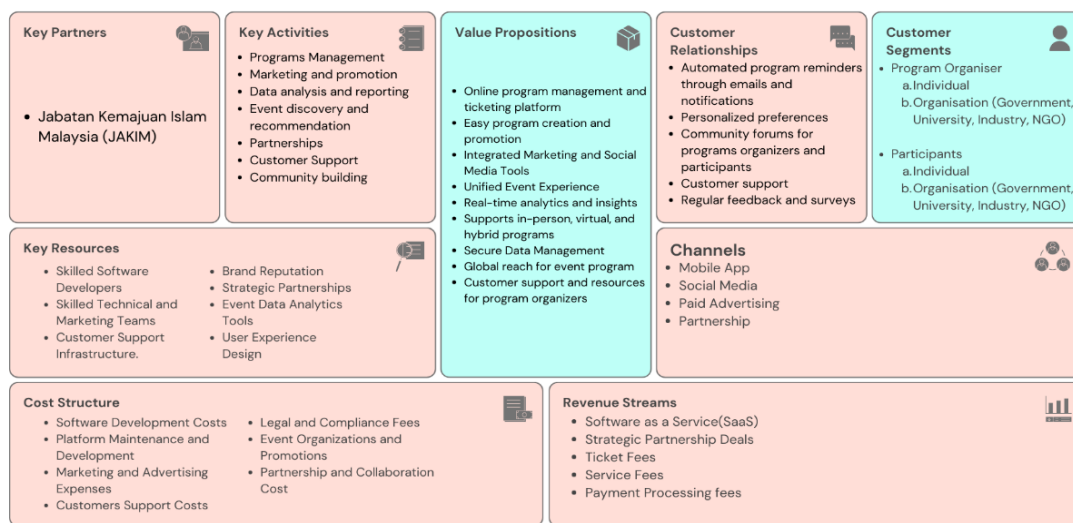 Key Partners
• Jabatan Kemajuan Islam
Malaysia (JAKIM)
Key Activities
• Programs Management
• Marketing and promotion
• Data analysis and reporting
• Event discovery and
recommendation
• Partnerships
• Customer Support
• Community building
Value Propositions
• Online program management and
ticketing platform
• Easy program creation and
promotion
• Integrated Marketing and Social
Media Tools
• Unified Event Experience
• Real-time analytics and insights
• Supports in-person, virtual, and
hybrid programs
• Secure Data Management
• Global reach for event program
• Customer support and resources
for program organizers
Customer
Relationships
• Automated program reminders
through emails and
notifications
• Personalized preferences
• Community forums for
programs organizers and
participants
• Customer support
• Regular feedback and surveys
Customer
Segments
• Program Organiser
a. Individual
b. Organisation (Government,
University, Industry, NGO)
• Participants
a. Individual
b. Organisation (Government,
University, Industry, NGO)
Key Resources
• Skilled Software
Developers
• Skilled Technical and
Marketing Teams
• Customer Support
Infrastructure.
• Brand Reputation
• Strategic Partnerships
• Event Data Analytics
Tools
• User Experience
Design
Channels
• Mobile App
• Social Media
• Paid Advertising
• Partnership
Cost Structure
• Software Development Costs
• Platform Maintenance and
Development
• Marketing and Advertising
Expenses
• Customers Support Costs
• Legal and Compliance Fees
• Event Organizations and
Promotions
• Partnership and Collaboration
Cost
Revenue Streams
• Software as a Service(SaaS)
• Strategic Partnership Deals
• Ticket Fees
• Service Fees
• Payment Processing fees